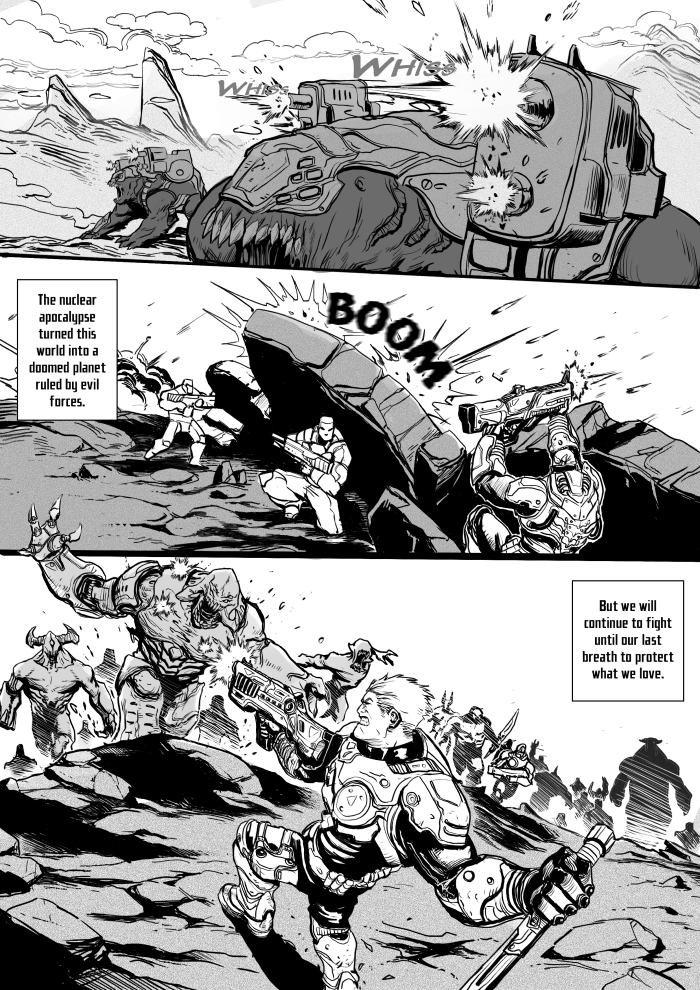 WHISS
WHISS
BOOM
The nuclear
apocalypse
turned this
world into a
doomed planet
ruled by evil
forces.
But we will
continue to fight
until our last
breath to protect
what we love.